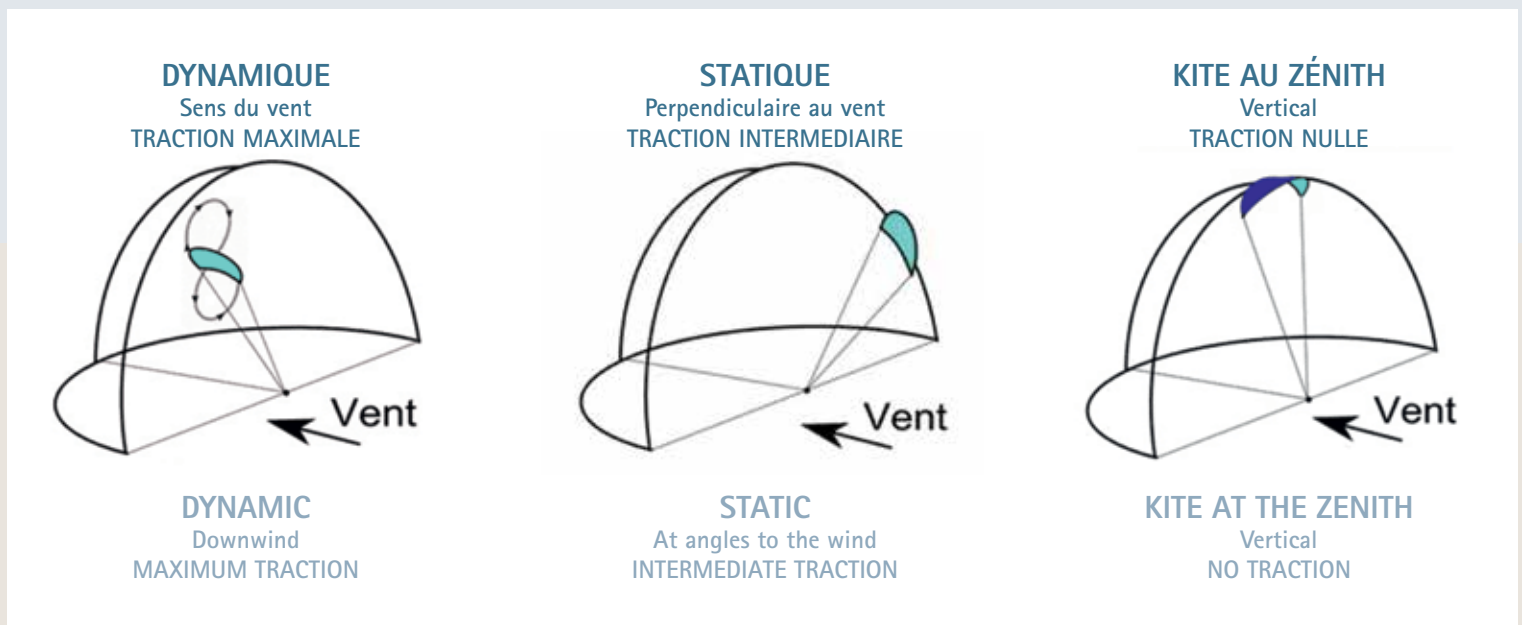 DYNAMIQUE
Sens du vent
TRACTION MAXIMALE
Vent
DYNAMIC
Downwind
MAXIMUM TRACTION
STATIQUE
Perpendiculaire au vent
TRACTION INTERMEDIAIRE
Vent
STATIC
At angles to the wind
INTERMEDIATE TRACTION
KITE AU ZÉNITH
Vertical
TRACTION NULLE
Vent
KITE AT THE ZENITH
Vertical
NO TRACTION